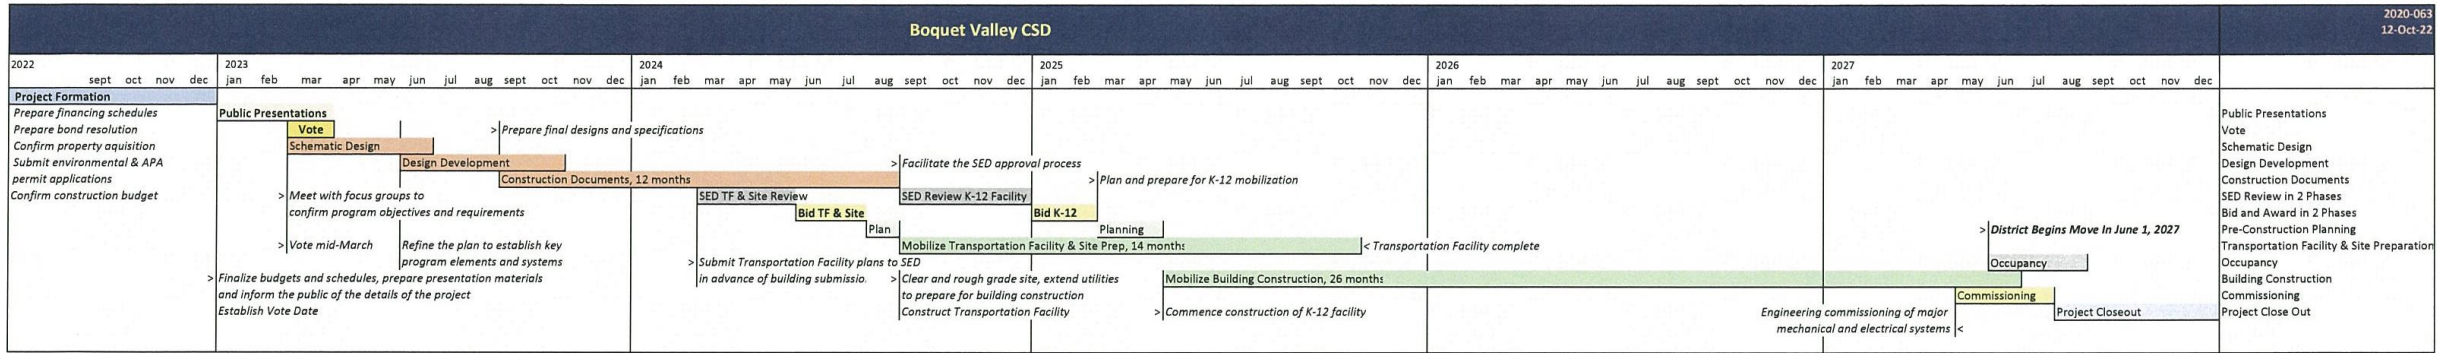 Boquet Valley CSD
2020-063
12-Oct-22
2022 2023 2024 2025 2026 2027
sept oct nov dec jan feb mar apr may jun jul aug sept oct nov dec jan feb mar apr may jun jul aug sept oct nov dec jan feb mar apr may jun jul aug sept oct nov dec jan feb mar apr may jun jul aug sept oct nov dec jan feb mar apr may jun jul aug sept oct nov dec
Project Formation
Prepare financing schedules
Prepare bond resolution
Confirm property aquisition
Submit environmental & APA
permit applications
Confirm construction budget
Public Presentations
Vote
> Prepare final designs and specifications
Schematic Design
Design Development
> Facilitate the SED approval process
Construction Documents, 12 months
> Plan and prepare for K-12 mobilization
> Meet with focus groups to
confirm program objectives and requirements
SED TF & Site Review
SED Review K-12 Facility
Bid TF & Site
Bid K-12
Plan
Planning
> Vote mid-March
Refine the plan to establish key
program elements and systems
Mobilize Transportation Facility & Site Prep, 14 months
< Transportation Facility complete
> Submit Transportation Facility plans to SED
in advance of building submissio.
> Finalize budgets and schedules, prepare presentation materials
and inform the public of the details of the project
Establish Vote Date
> Clear and rough grade site, extend utilities
to prepare for building construction
Construct Transportation Facility
Mobilize Building Construction, 26 months
> Commence construction of K-12 facility
> District Begins Move In June 1, 2027
Occupancy
Commissioning
Engineering commissioning of major
mechanical and electrical systems <
Project Closeout
Public Presentations
Vote
Schematic Design
Design Development
Construction Documents
SED Review in 2 Phases
Bid and Award in 2 Phases
Pre-Construction Planning
Transportation Facility & Site Preparation
Occupancy
Building Construction
Commissioning
Project Close Out